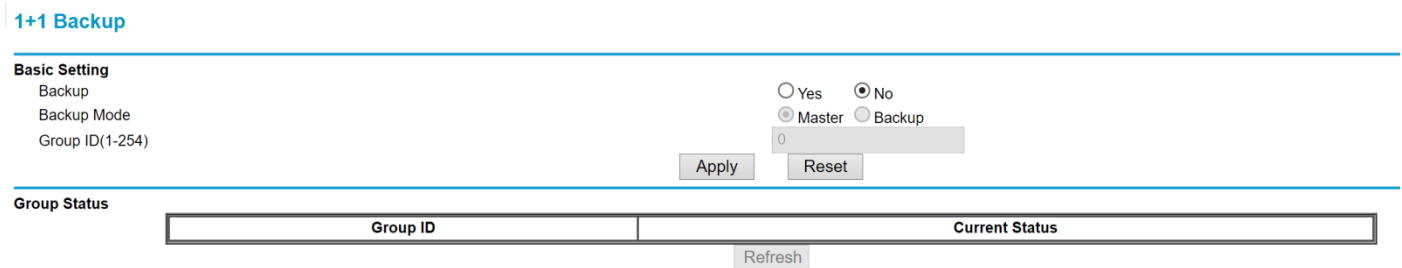 1+1 Backup
Basic Setting
Backup Yes No
Backup Mode Master Backup
Group ID(1-254) 0
Apply Reset
Group Status
Group ID Current Status
Refresh